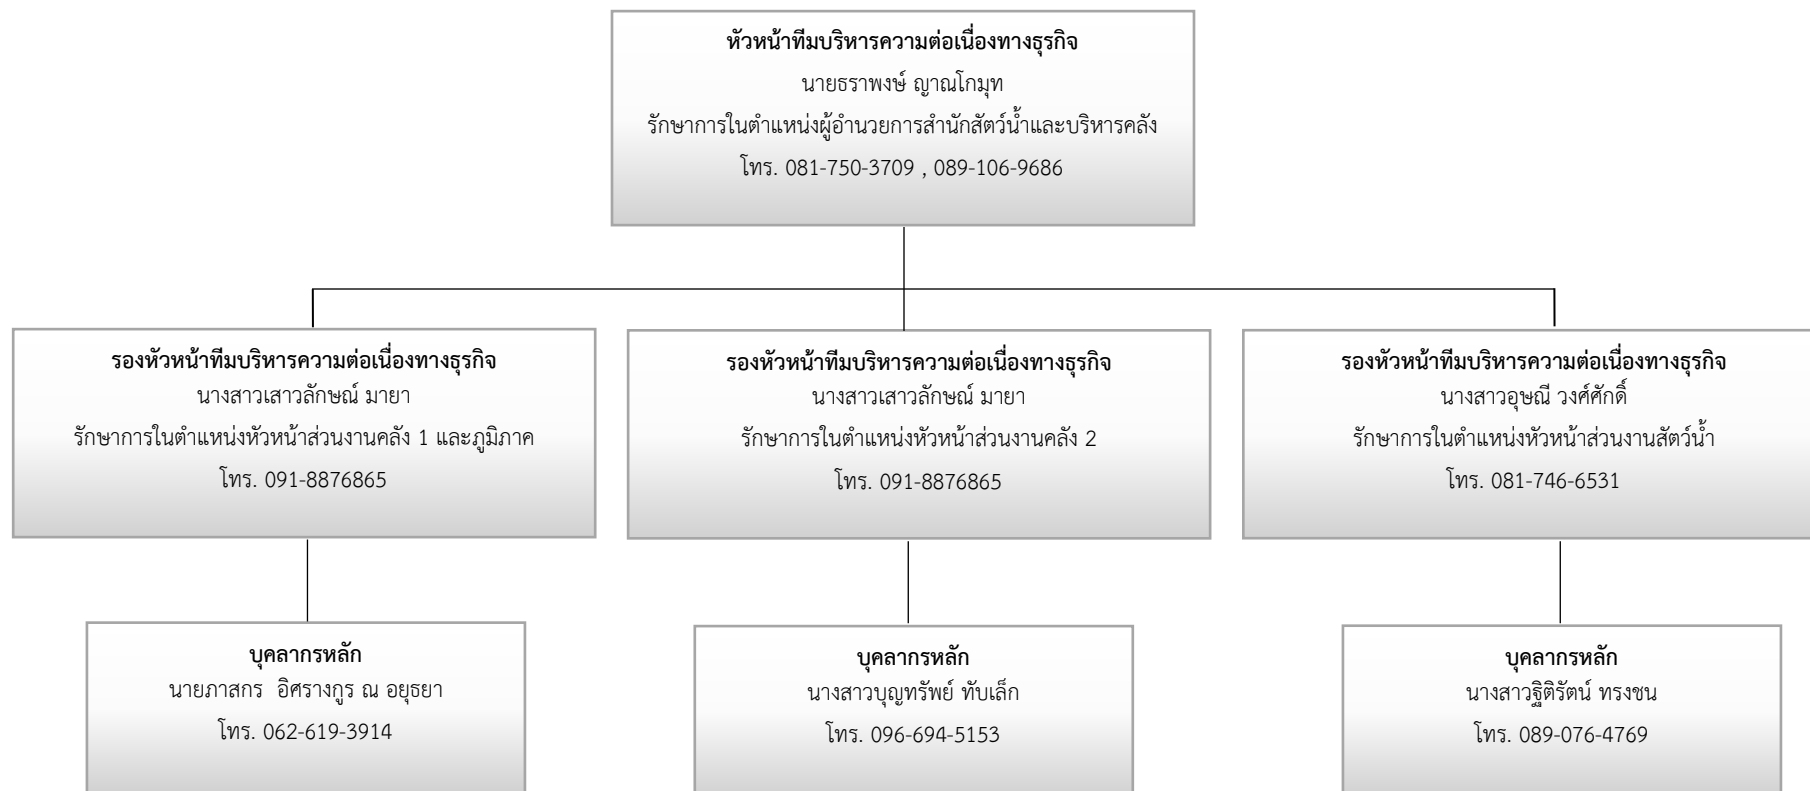 หัวหน้าทีมบริหารความต่อเนื่องทางธุรกิจ
นายธราพงษ์ ญาณโกมุท
รักษาการในตำแหน่งผู้อำนวยการสำนักสัตว์น้ำและบริหารคลัง
โทร. 081-750-3709 , 089-106-9686
รองหัวหน้าทีมบริหารความต่อเนื่องทางธุรกิจ
นางสาวเสาวลักษณ์ มายา
รักษาการในตำแหน่งหัวหน้าส่วนงานคลัง 1 และภูมิภาค
โทร. 091-8876865
รองหัวหน้าทีมบริหารความต่อเนื่องทางธุรกิจ
นางสาวเสาวลักษณ์ มายา
รักษาการในตำแหน่งหัวหน้าส่วนงานคลัง 2
โทร. 091-8876865
รองหัวหน้าทีมบริหารความต่อเนื่องทางธุรกิจ
นางสาวอุษณี วงศ์ศักดิ์
รักษาการในตำแหน่งหัวหน้าส่วนงานสัตว์น้ำ
โทร. 081-746-6531
บุคลากรหลัก
นายภาสกร  อิศรางกูร ณ อยุธยา
โทร. 062-619-3914
บุคลากรหลัก
นางสาวบุญทรัพย์ ทับเล็ก
โทร. 096-694-5153
บุคลากรหลัก
นางสาวฐิติรัตน์ ทรงชน
โทร. 089-076-4769